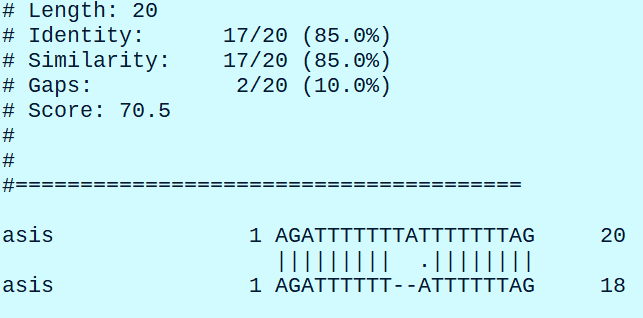 # Length: 20
# Identity:      17/20 (85.0%)
# Similarity:    17/20 (85.0%)
# Gaps:           2/20 (10.0%)
# Score: 70.5
#
#
#=======================================
asis               1 AGATTTTTTTATTTTTTTAG     20
                     |||||||||  .||||||||
asis               1 AGATTTTTT--ATTTTTTAG     18